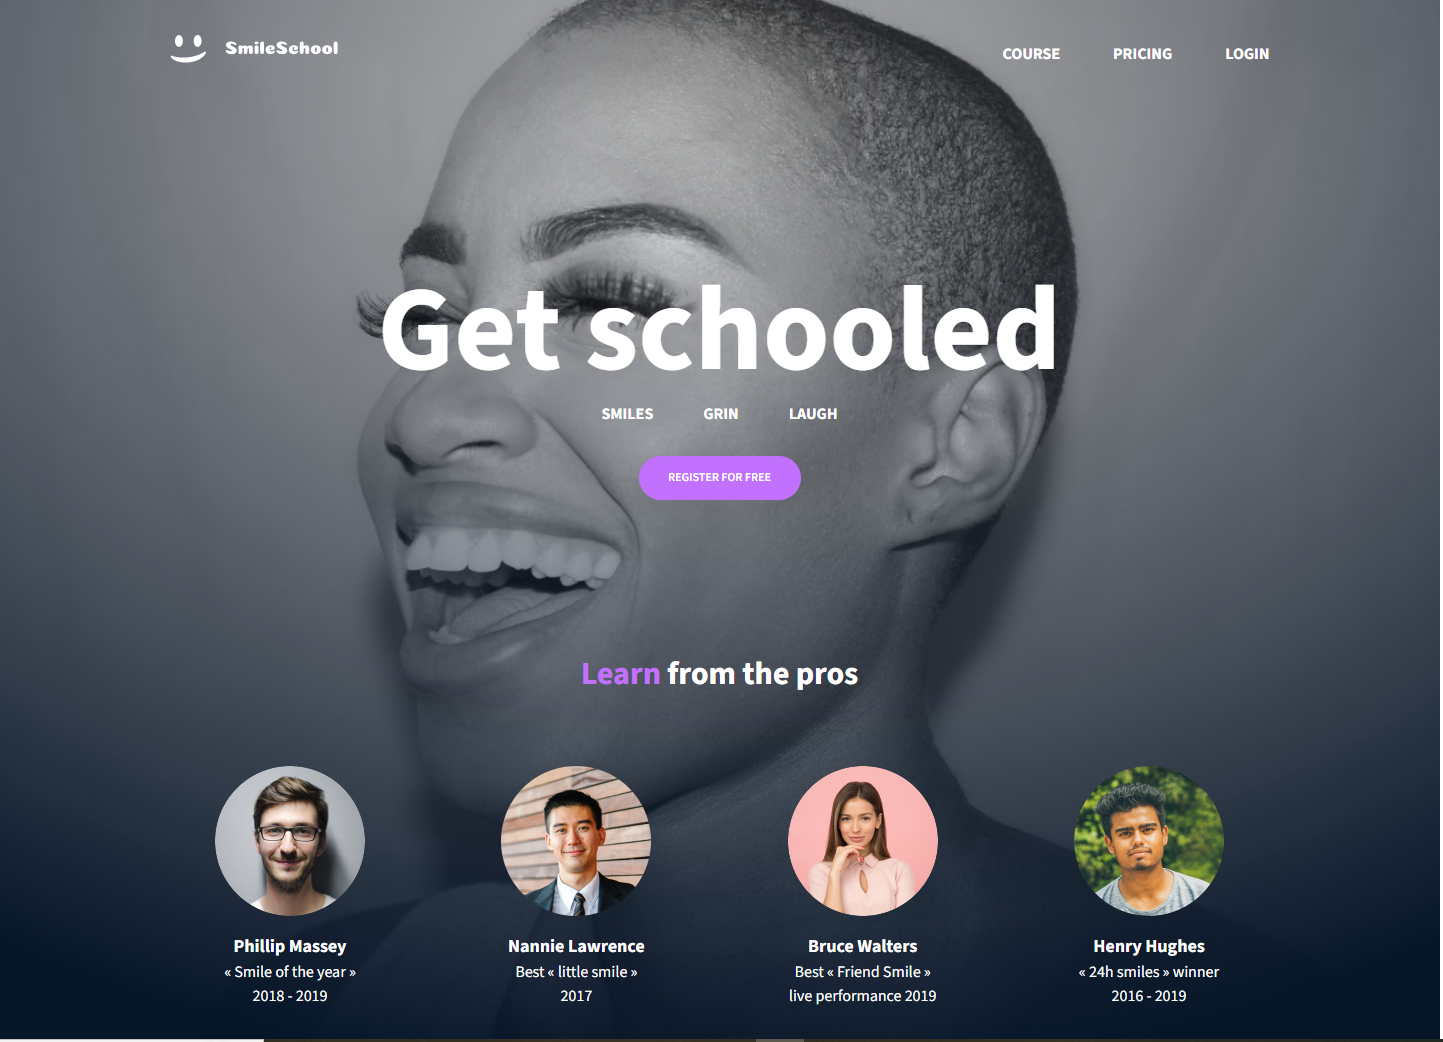 SmileSchool
COURSE PRICING LOGIN
Get schooled
SMILES GRIN LAUGH
REGISTER FOR FREE
Learn from the pros
Phillip Massey
« Smile of the year »
2018 - 2019
Nannie Lawrence
Best « little smile »
2017
Bruce Walters
Best « Friend Smile »
live performance 2019
Henry Hughes
« 24h smiles » winner
2016 - 2019